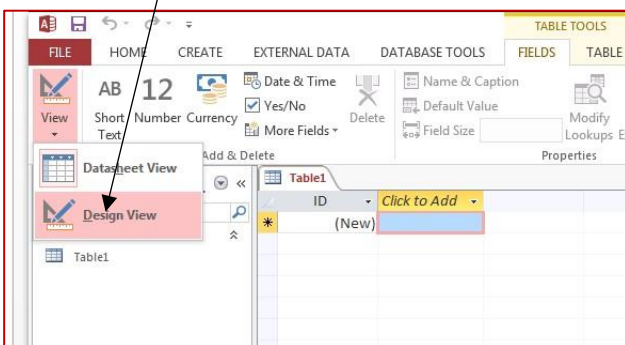 TABLE TOOLS
FILE HOME CREATE EXTERNAL DATA DATABASE TOOLS FIELDS TABLE
View
AB Short Text
12 Number
Currency
Date & Time
Yes/No
More Fields
Delete
Name & Caption
Default Value
Field Size
Modify
Lookups E
Add & Delete
Properties
Datasheet View
Design View
Table1
Table1
ID Click to Add
(New)